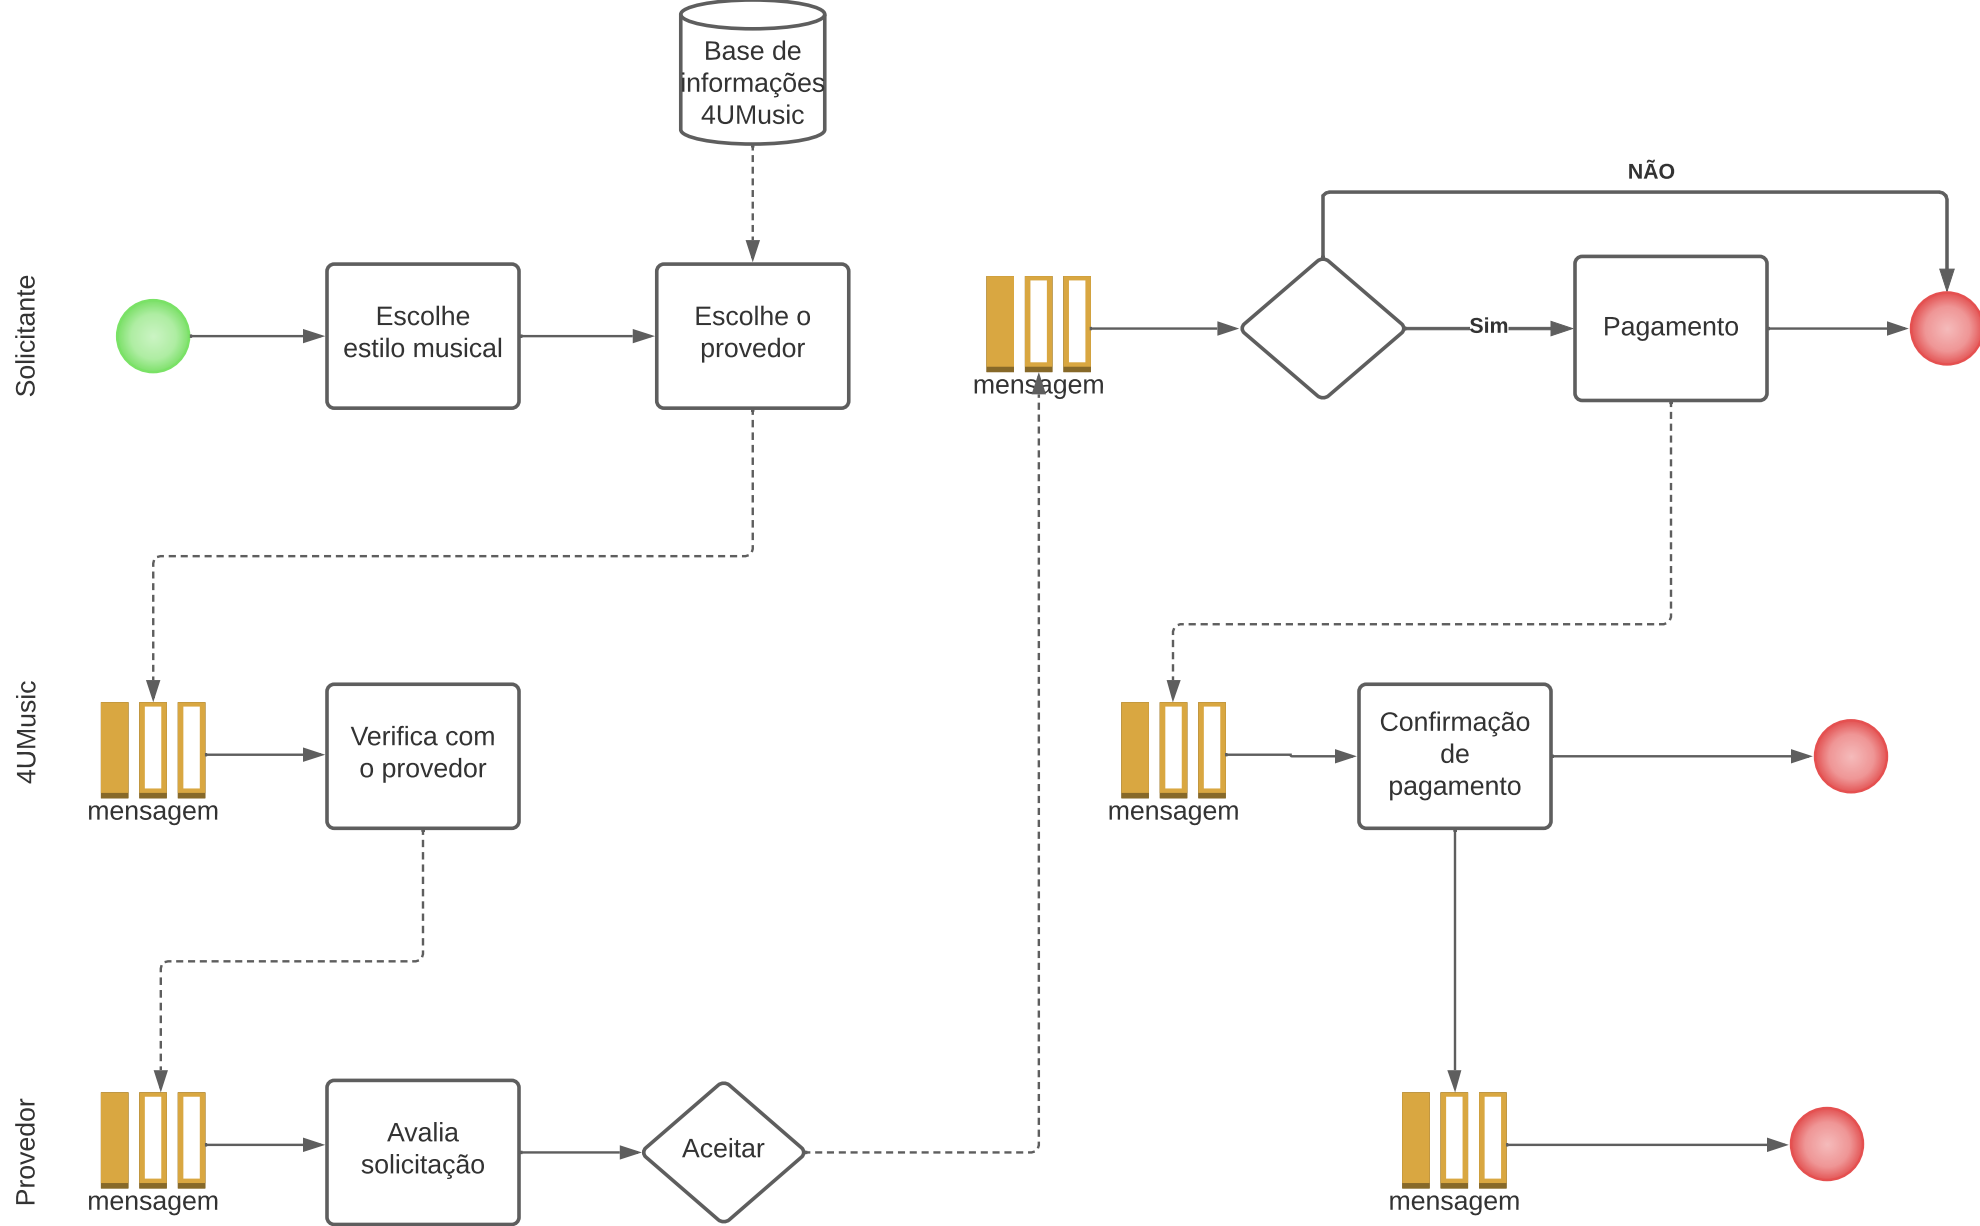 Base de
informações
4UMusic
NÃO
Solicitante
Escolhe
estilo musical
Escolhe o
provedor
mensagem
Sim
Pagamento
4UMusic
mensagem
Verifica com
o provedor
mensagem
Confirmação
de
pagamento
Provedor
mensagem
Avalia
solicitação
Aceitar
mensagem